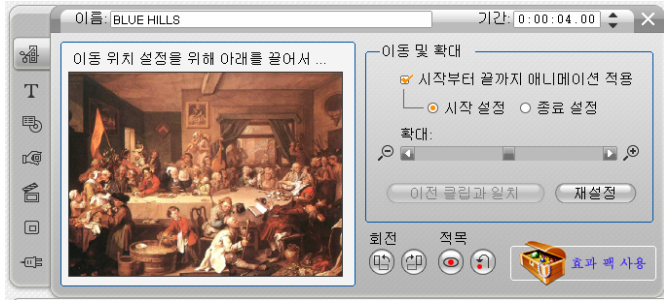 이름: BLUE HILLS 기간: 0:00:04.00
이동 위치 설정을 위해 아래를 끌어서 ...
이동 및 확대
시작부터 끝까지 애니메이션 적용
시작 설정 종료 설정
확대:
이전 클립과 일치 재설정
T
회전 적목
효과 팩 사용